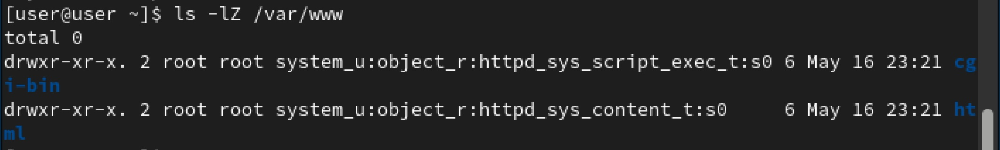 [user@user ~]$ ls -lZ /var/www
total 0
drwxr-xr-x. 2 root root system_u:object_r:httpd_sys_script_exec_t:s0 6 May 16 23:21 cg
i-bin
drwxr-xr-x. 2 root root system_u:object_r:httpd_sys_content_t:s0     6 May 16 23:21 ht
ml